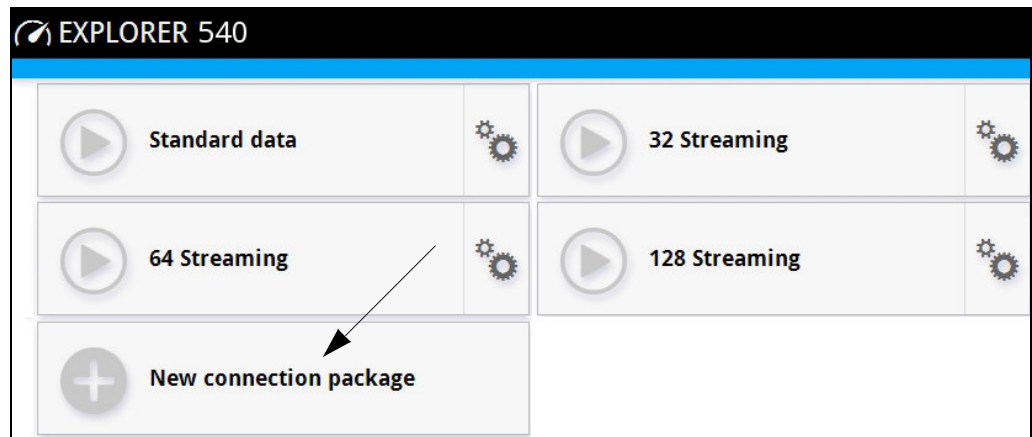 EXPLORER 540
Standard data
32 Streaming
64 Streaming
128 Streaming
New connection package